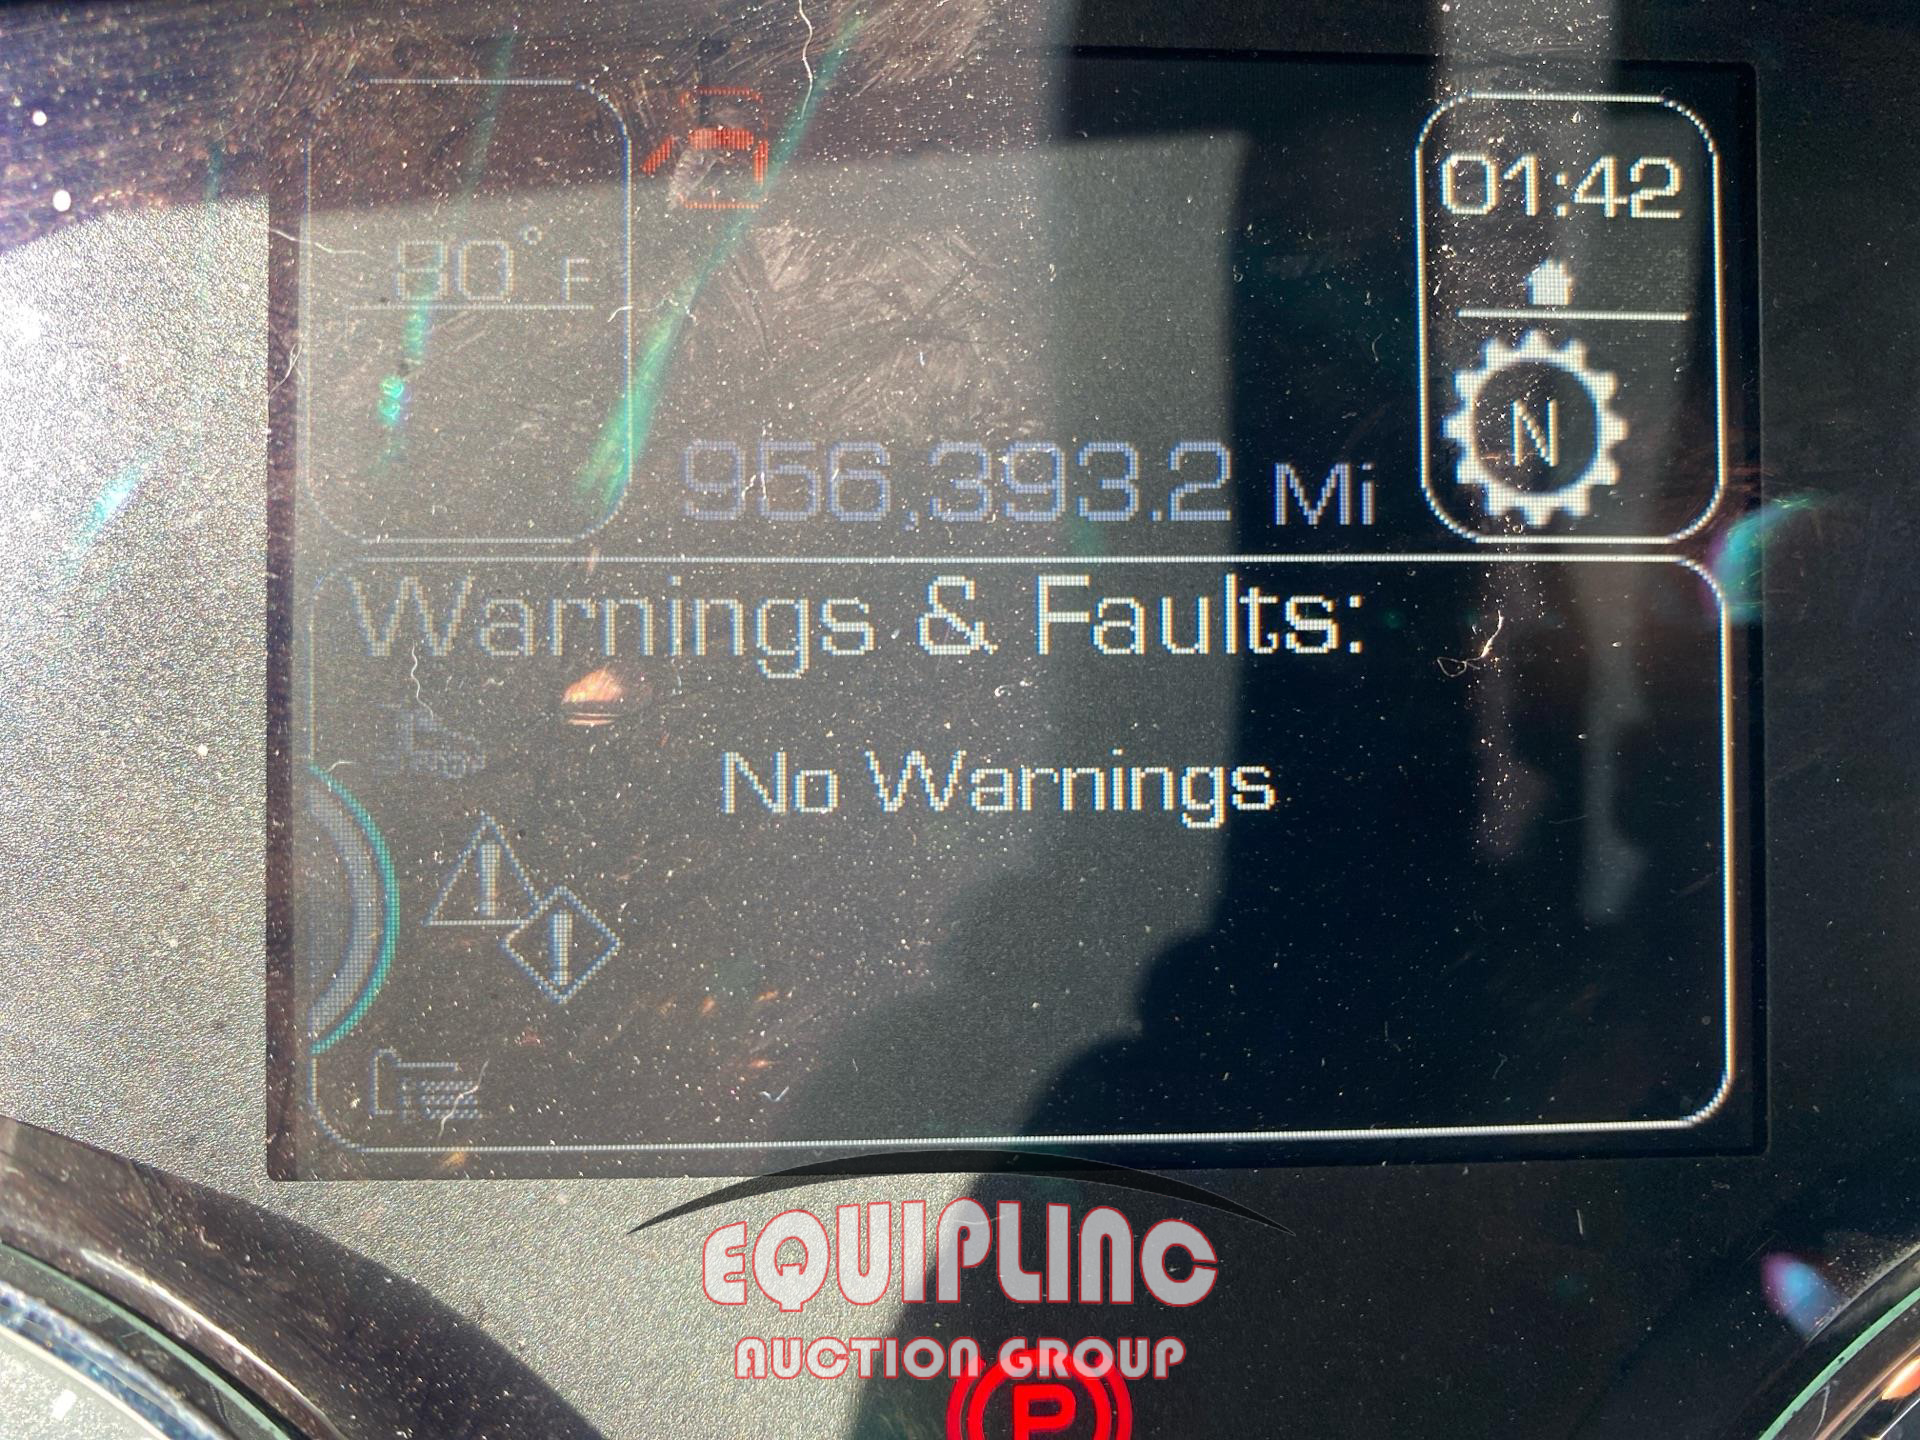 80°F
01:42
N
956,393.2 Mi
Warnings & Faults:
No Warnings
EQUIPLINC
AUCTION GROUP
P